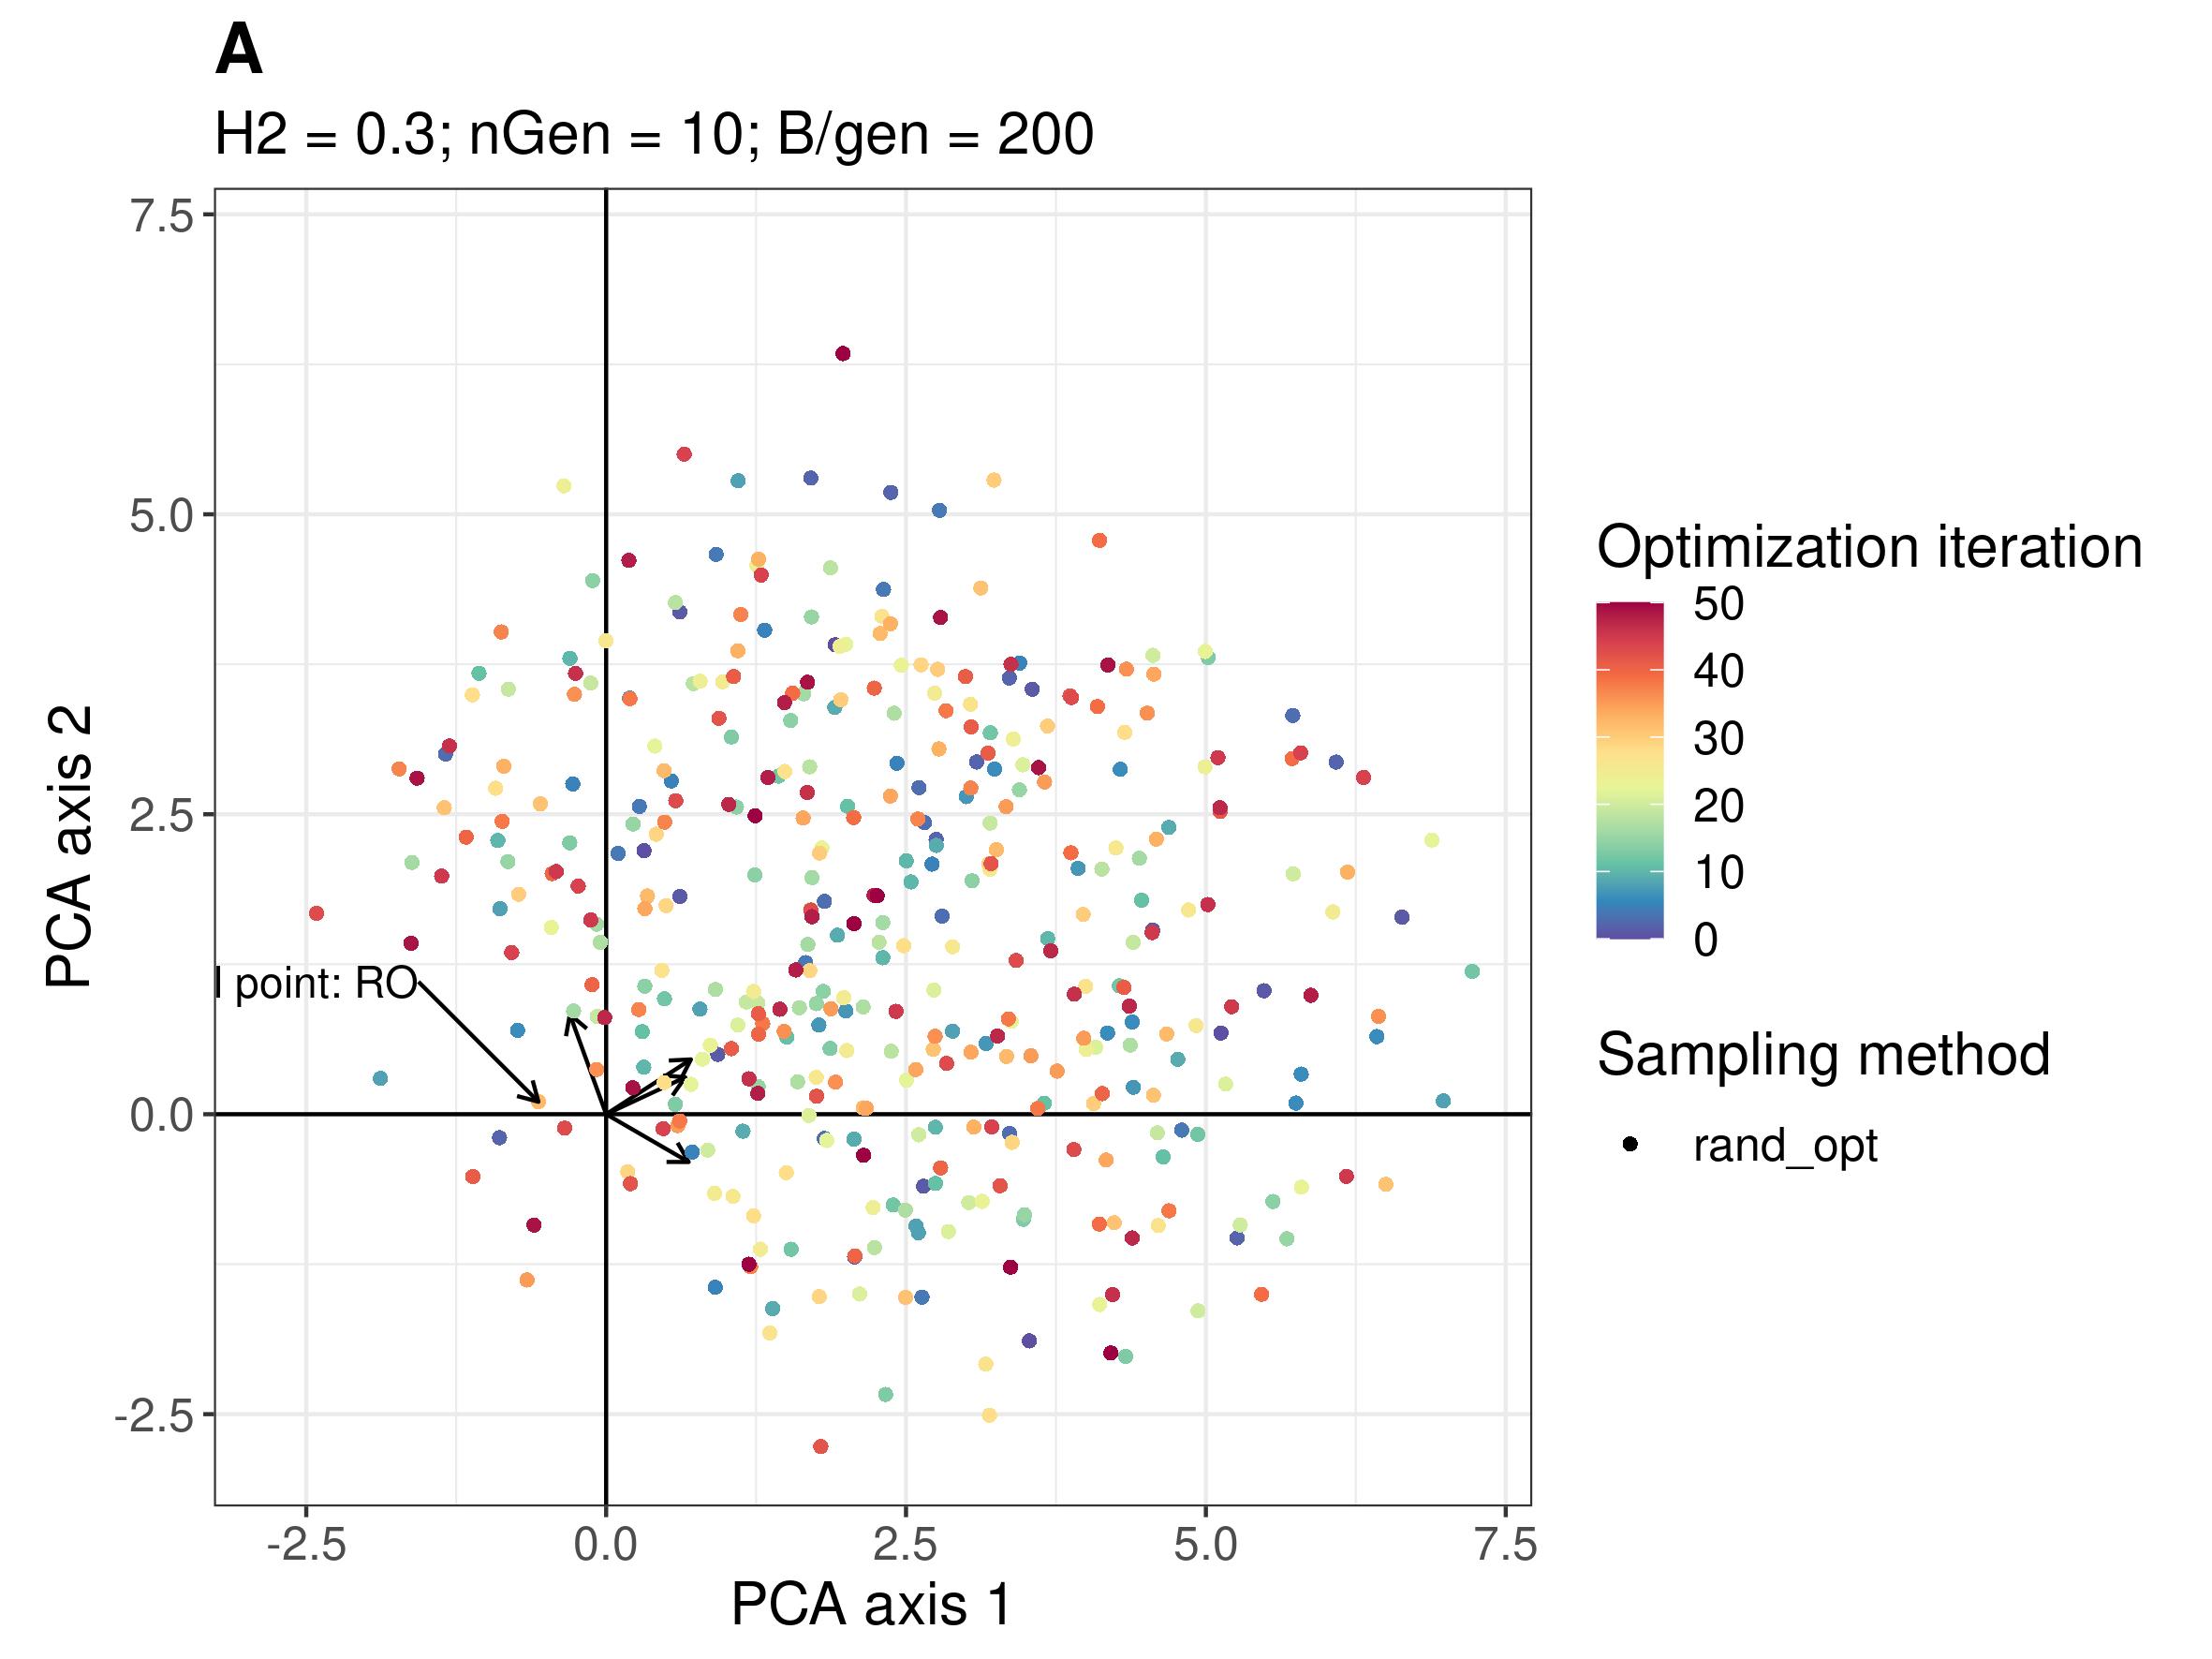 A
H2 = 0.3; nGen = 10; B/gen = 200
PCA axis 2
7.5
5.0
2.5
0.0
-2.5
point: RO
-2.5
0.0
2.5
5.0
7.5
PCA axis 1
Optimization iteration
50
40
30
20
10
0
Sampling method
rand_opt